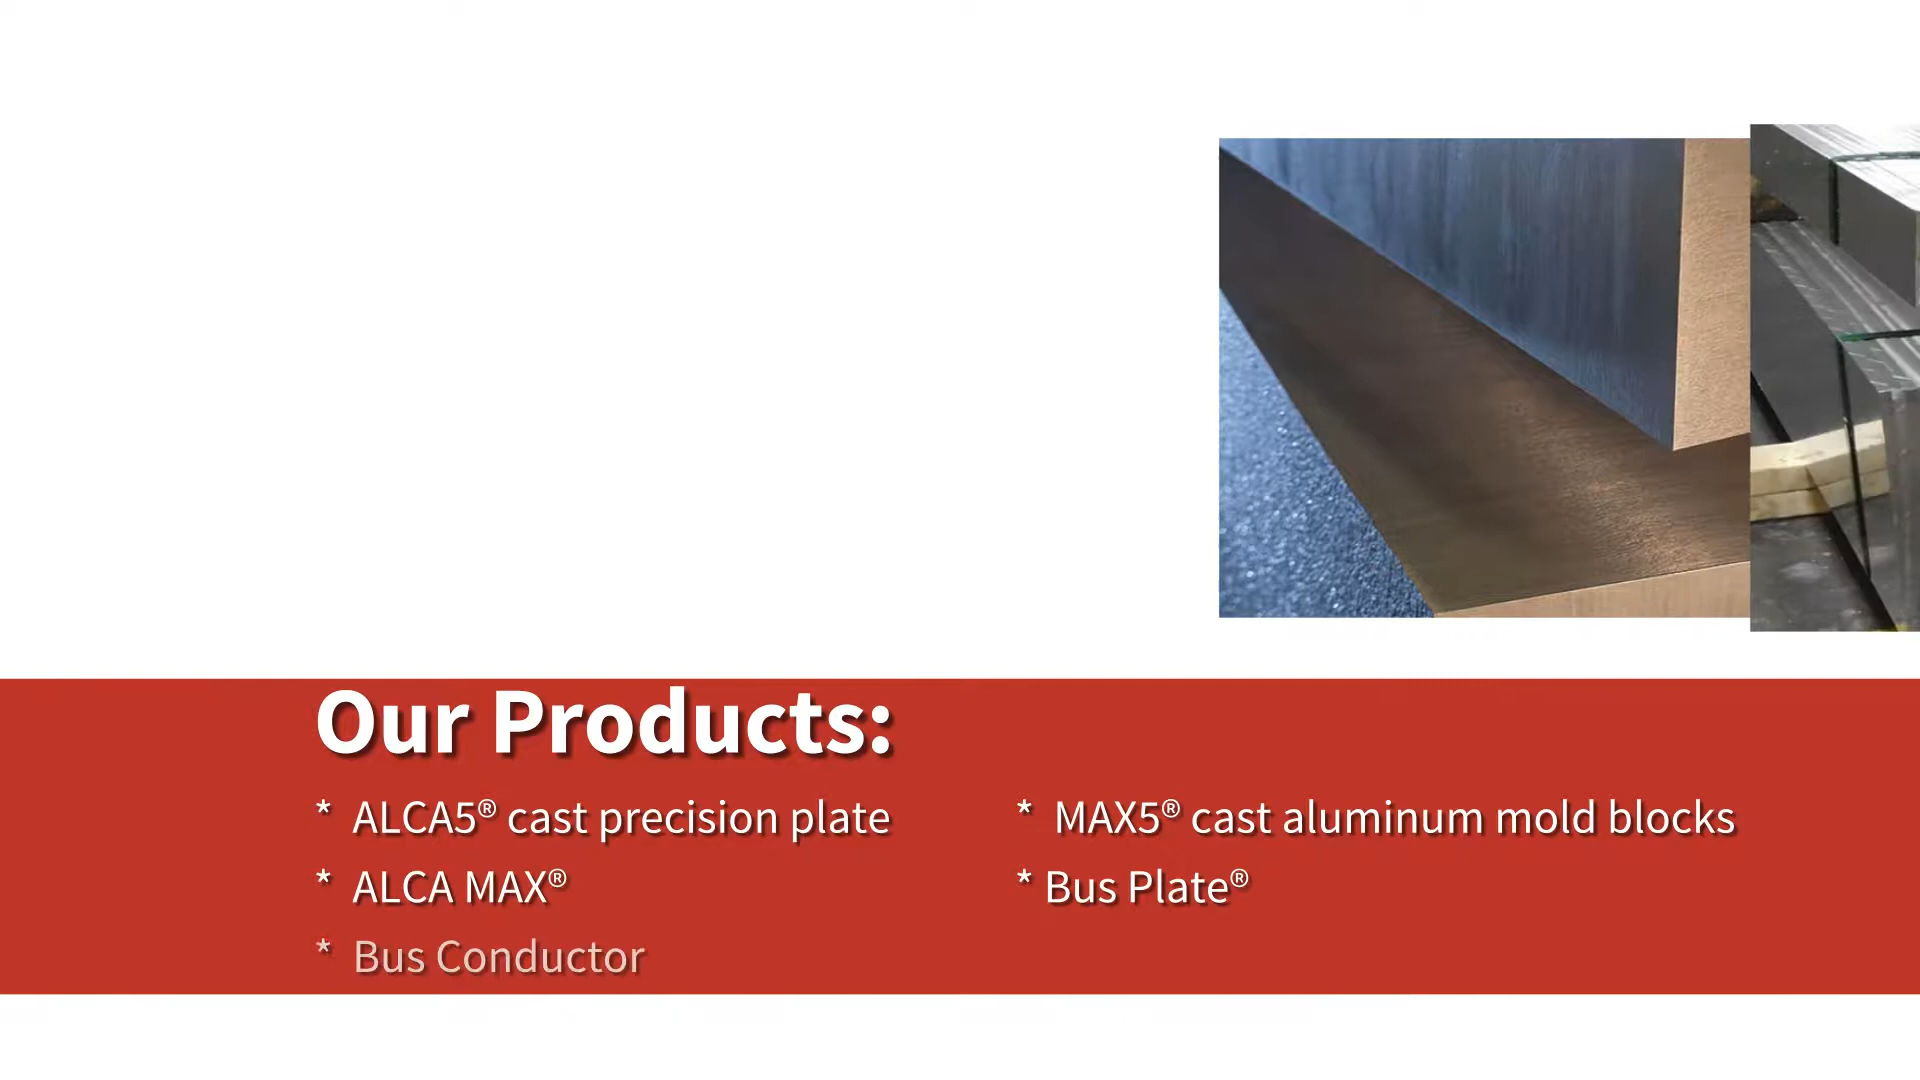 Our Products:
* ALCA5® cast precision plate
* ALCA MAX®
* Bus Conductor
* MAX5® cast aluminum mold blocks
* Bus Plate®